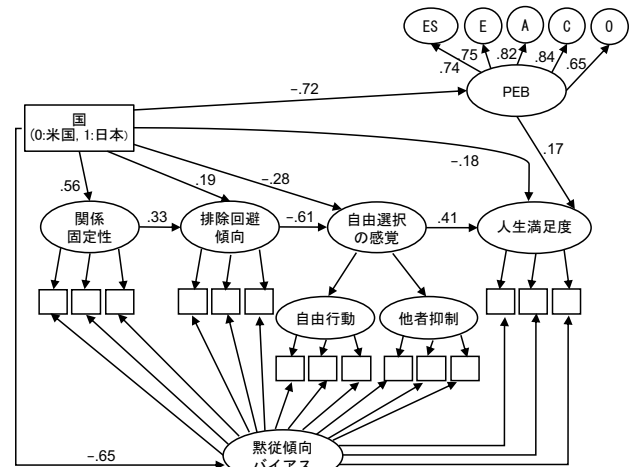 ES
E
A
C
O
.74
.75
.82
.84
.65
PEB
-.72
国
(0:米国, 1:日本)
-.18
.17
.56
.19
-.28
関係
固定性
.33
排除回避
傾向
-.61
自由選択
の感覚
.41
人生満足度
自由行動
他者抑制
-.65
黙従傾向
バイアス